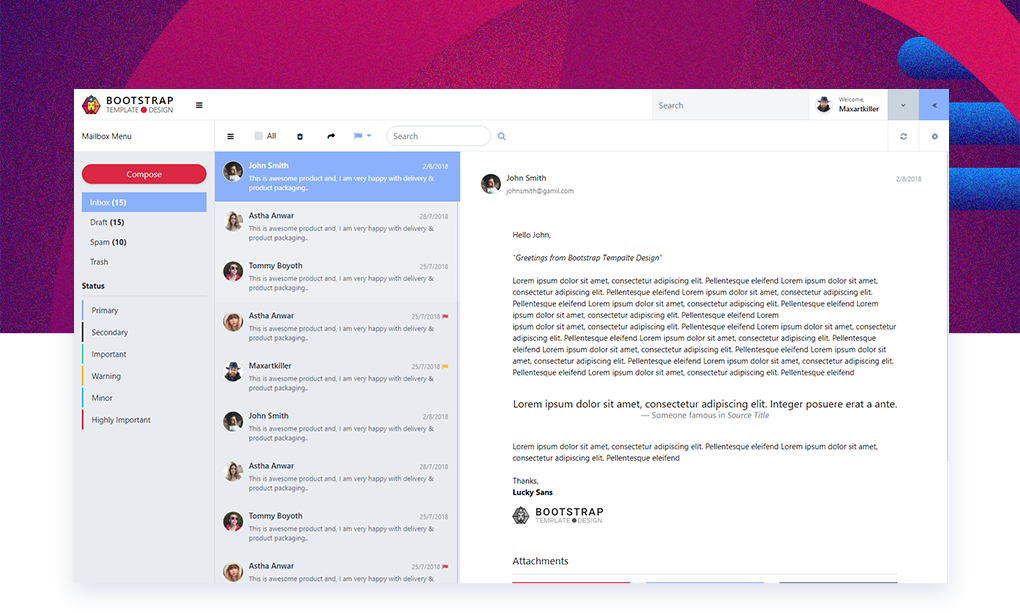 BOOTSTRAP
TEMPLATE DESIGN
Search
Welcome,
Maxartkiller
Mailbox Menu
All
Search
Compose
Inbox (15)
Draft (15)
Spam (10)
Trash
Status
Primary
Secondary
Important
Warning
Minor
Highly Important
John Smith 2/8/2018
This is awesome product and, I am very happy with delivery &
product packaging..
Astha Anwar 28/7/2018
This is awesome product and, I am very happy with delivery &
product packaging..
Tommy Boyoth 25/7/2018
This is awesome product and, I am very happy with delivery &
product packaging..
Astha Anwar 25/7/2018
This is awesome product and, I am very happy with delivery &
product packaging..
Maxartkiller 25/7/2018
This is awesome product and, I am very happy with delivery &
product packaging..
John Smith 2/8/2018
This is awesome product and, I am very happy with delivery &
product packaging..
Astha Anwar 28/7/2018
This is awesome product and, I am very happy with delivery &
product packaging..
Tommy Boyoth 25/7/2018
This is awesome product and, I am very happy with delivery &
product packaging..
Astha Anwar 25/7/2018
This is awesome product and, I am very happy with delivery &
John Smith 2/8/2018
johnsmith@gamil.com
Hello John,
"Greetings from Bootstrap Tempalte Design"
Lorem ipsum dolor sit amet, consectetur adipiscing elit. Pellentesque eleifend Lorem ipsum dolor sit amet,
consectetur adipiscing elit. Pellentesque eleifend Lorem ipsum dolor sit amet, consectetur adipiscing elit.
Pellentesque eleifend Lorem ipsum dolor sit amet, consectetur adipiscing elit. Pellentesque eleifend Lorem
ipsum dolor sit amet, consectetur adipiscing elit. Pellentesque eleifend Lorem
ipsum dolor sit amet, consectetur adipiscing elit. Pellentesque eleifend Lorem ipsum dolor sit amet, consectetur
adipiscing elit. Pellentesque eleifend Lorem ipsum dolor sit amet, consectetur adipiscing elit. Pellentesque
eleifend Lorem ipsum dolor sit amet, consectetur adipiscing elit. Pellentesque eleifend Lorem ipsum dolor sit
amet, consectetur adipiscing elit. Pellentesque eleifend Lorem ipsum dolor sit amet, consectetur adipiscing elit.
Pellentesque eleifend Lorem ipsum dolor sit amet, consectetur adipiscing elit. Pellentesque eleifend
Lorem ipsum dolor sit amet, consectetur adipiscing elit. Integer posuere erat a ante.
— Someone famous in Source Title
Lorem ipsum dolor sit amet, consectetur adipiscing elit. Pellentesque eleifend Lorem ipsum dolor sit amet,
consectetur adipiscing elit. Pellentesque eleifend
Thanks,
Lucky Sans
BOOTSTRAP
TEMPLATE DESIGN
Attachments